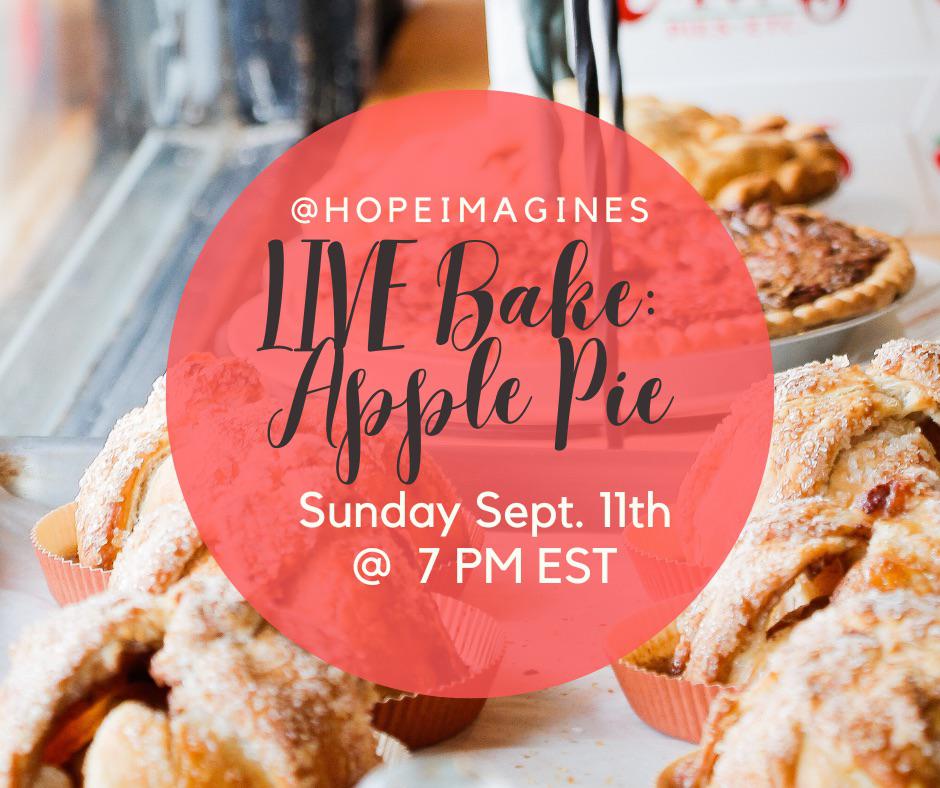 @HOPEIMAGINES
LIVE Bake:
Apple Pie
Sunday Sept. 11th
@ 7 PM EST